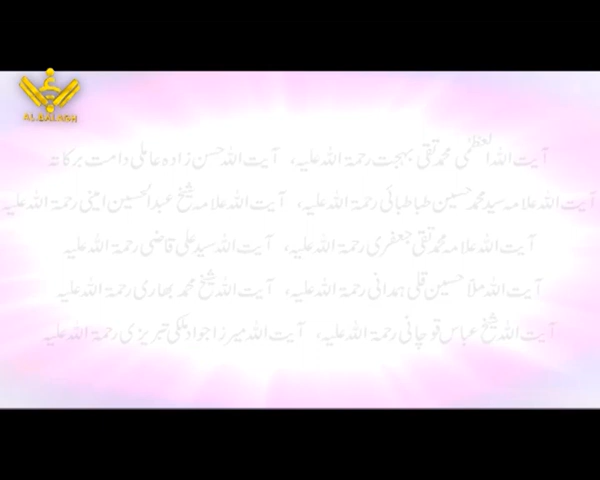 AL.BALAGH
آیت اللہ العظمٰی محمد تقی بہجت رحمۃ اللہ علیہ، آیت اللہ حسن زادہ عاملی دامت برکاتہ
آیت اللہ علامہ سید محمد حسین طباطبائی رحمۃ اللہ علیہ، آیت اللہ علامہ شیخ عبدالحسین امینی رحمۃ اللہ علیہ
آیت اللہ علامہ محمد تقی جعفری رحمۃ اللہ علیہ، آیت اللہ سید علی قاضی رحمۃ اللہ علیہ
آیت اللہ ملا حسین قلی ہمدانی رحمۃ اللہ علیہ، آیت اللہ شیخ محمد بھاری رحمۃ اللہ علیہ
آیت اللہ شیخ عباس قوچانی رحمۃ اللہ علیہ، آیت اللہ میرزا جواد ملکی تبریزی رحمۃ اللہ علیہ